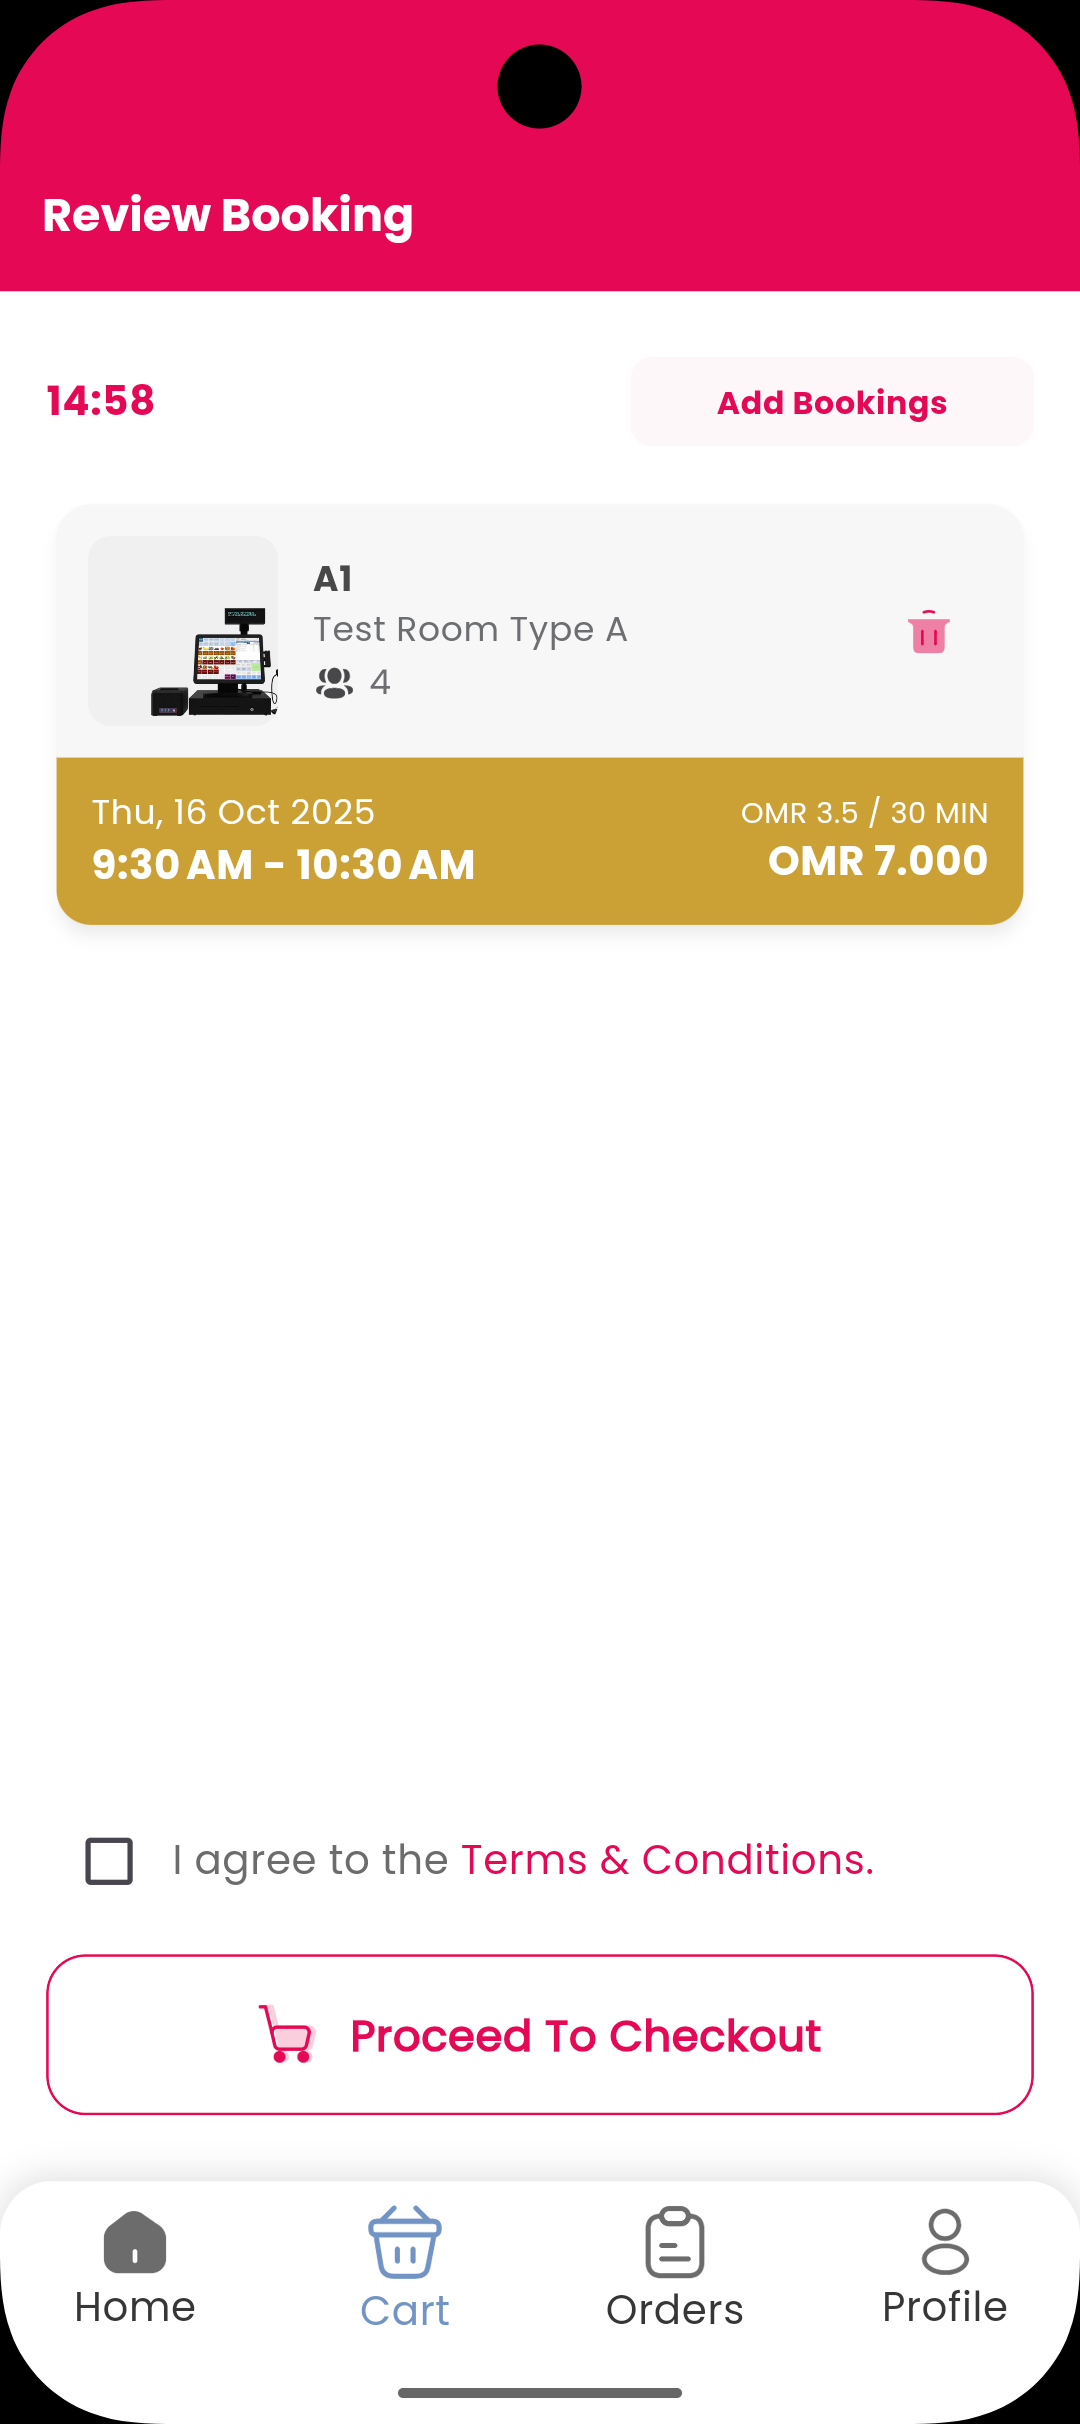 Review Booking
14:58
Add Bookings
A1
Test Room Type A
4
Thu, 16 Oct 2025
OMR 3.5 / 30 MIN
9:30 AM - 10:30 AM
OMR 7.000
I agree to the Terms & Conditions.
Proceed To Checkout
Home
Cart
Orders
Profile